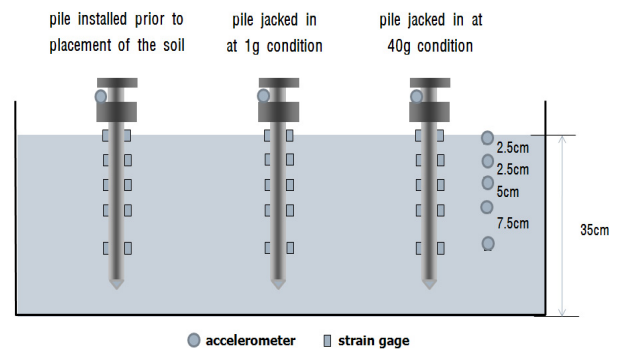 pile installed prior to
placement of the soil
pile jacked in
at 1g condition
pile jacked in at
40g condition
2.5cm
2.5cm
5cm
7.5cm
35cm
accelerometer
strain gage